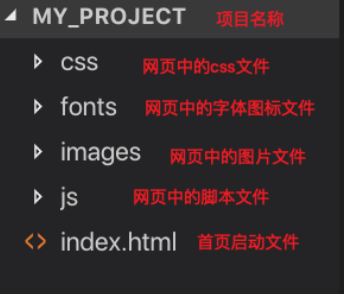 MY_PROJECT 项目名称
css 网页中的css文件
fonts 网页中的字体图标文件
images 网页中的图片文件
js 网页中的脚本文件
index.html 首页启动文件